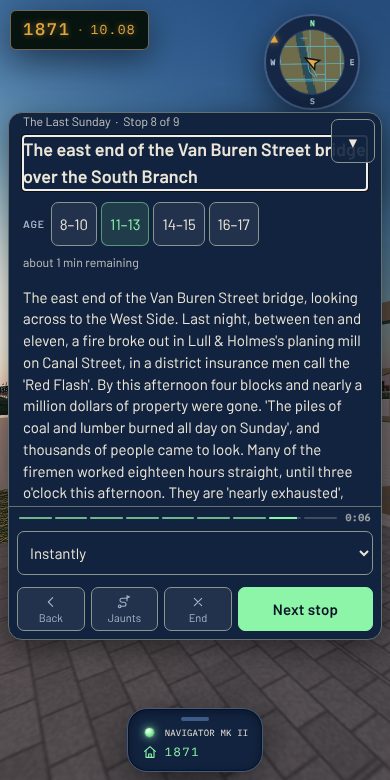 1871 · 10.08
N
W E
S
The Last Sunday · Stop 8 of 9
The east end of the Van Buren Street bridge
over the South Branch
AGE 8–10 11–13 14–15 16–17
about 1 min remaining
The east end of the Van Buren Street bridge, looking
across to the West Side. Last night, between ten and
eleven, a fire broke out in Lull & Holmes's planing mill
on Canal Street, in a district insurance men call the
'Red Flash'. By this afternoon four blocks and nearly a
million dollars of property were gone. 'The piles of
coal and lumber burned all day on Sunday', and
thousands of people came to look. Many of the
firemen worked eighteen hours straight, until three
o'clock this afternoon. They are 'nearly exhausted',
0:06
Instantly
Back Jaunts End Next stop
NAVIGATOR MK II
1871